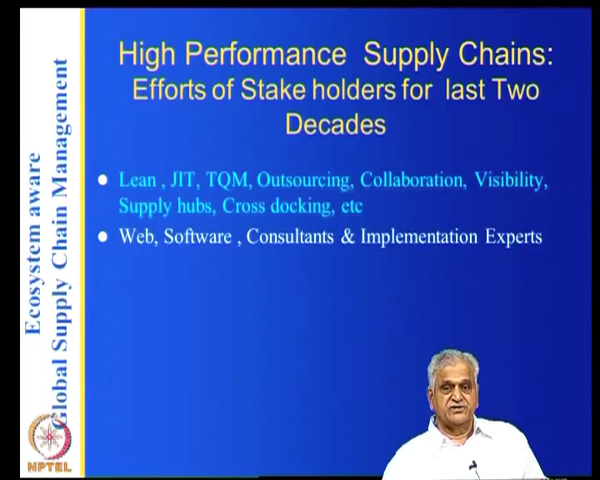 High Performance Supply Chains:
Efforts of Stake holders for last Two
Decades
Lean , JIT, TQM, Outsourcing, Collaboration, Visibility,
Supply hubs, Cross docking, etc
Web, Software , Consultants & Implementation Experts
Ecosystem aware
Global Supply Chain Management
NPTEL